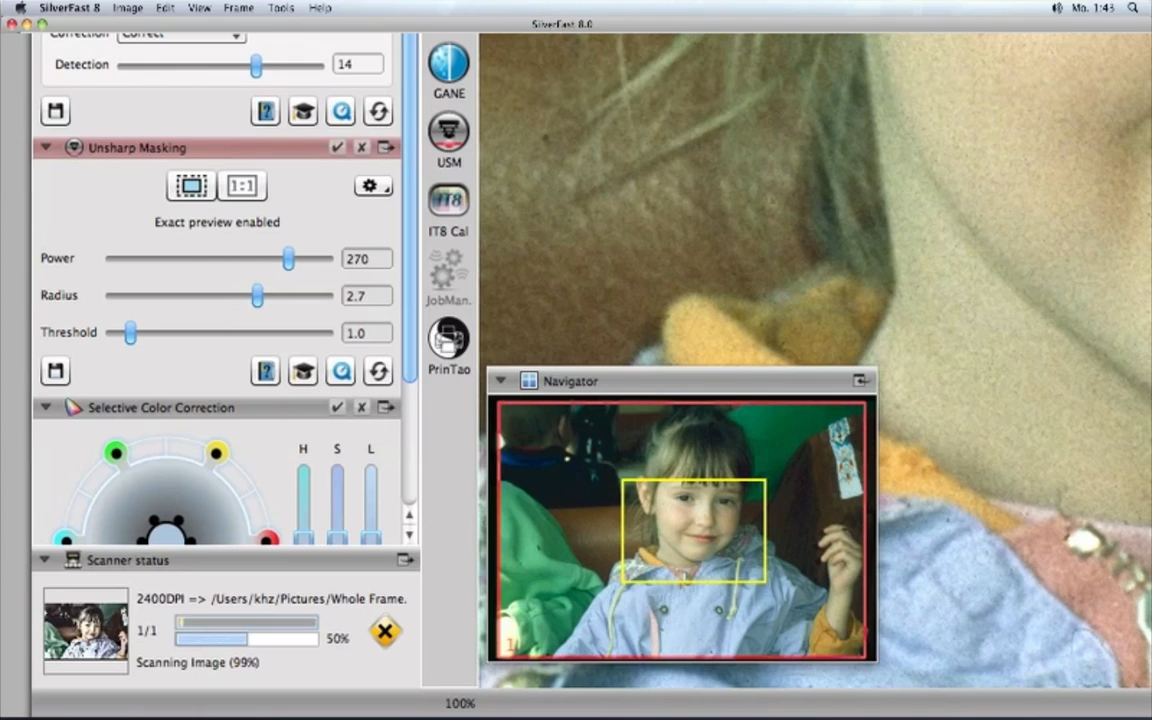 SilverFast 8 Image Edit View Frame Tools Help Mo. 1:43
SilverFast 8.0
Correction Correct
Detection 14
Unsharp Masking
1:1
Exact preview enabled
Power 270
Radius 2.7
Threshold 1.0
Selective Color Correction
H S L
Scanner status
2400DPI => /Users/khz/Pictures/Whole Frame.
1/1
50%
Scanning Image (99%)
GANE
USM
IT8
IT8 Cal
JobMan.
PrinTao
Navigator
1
100%